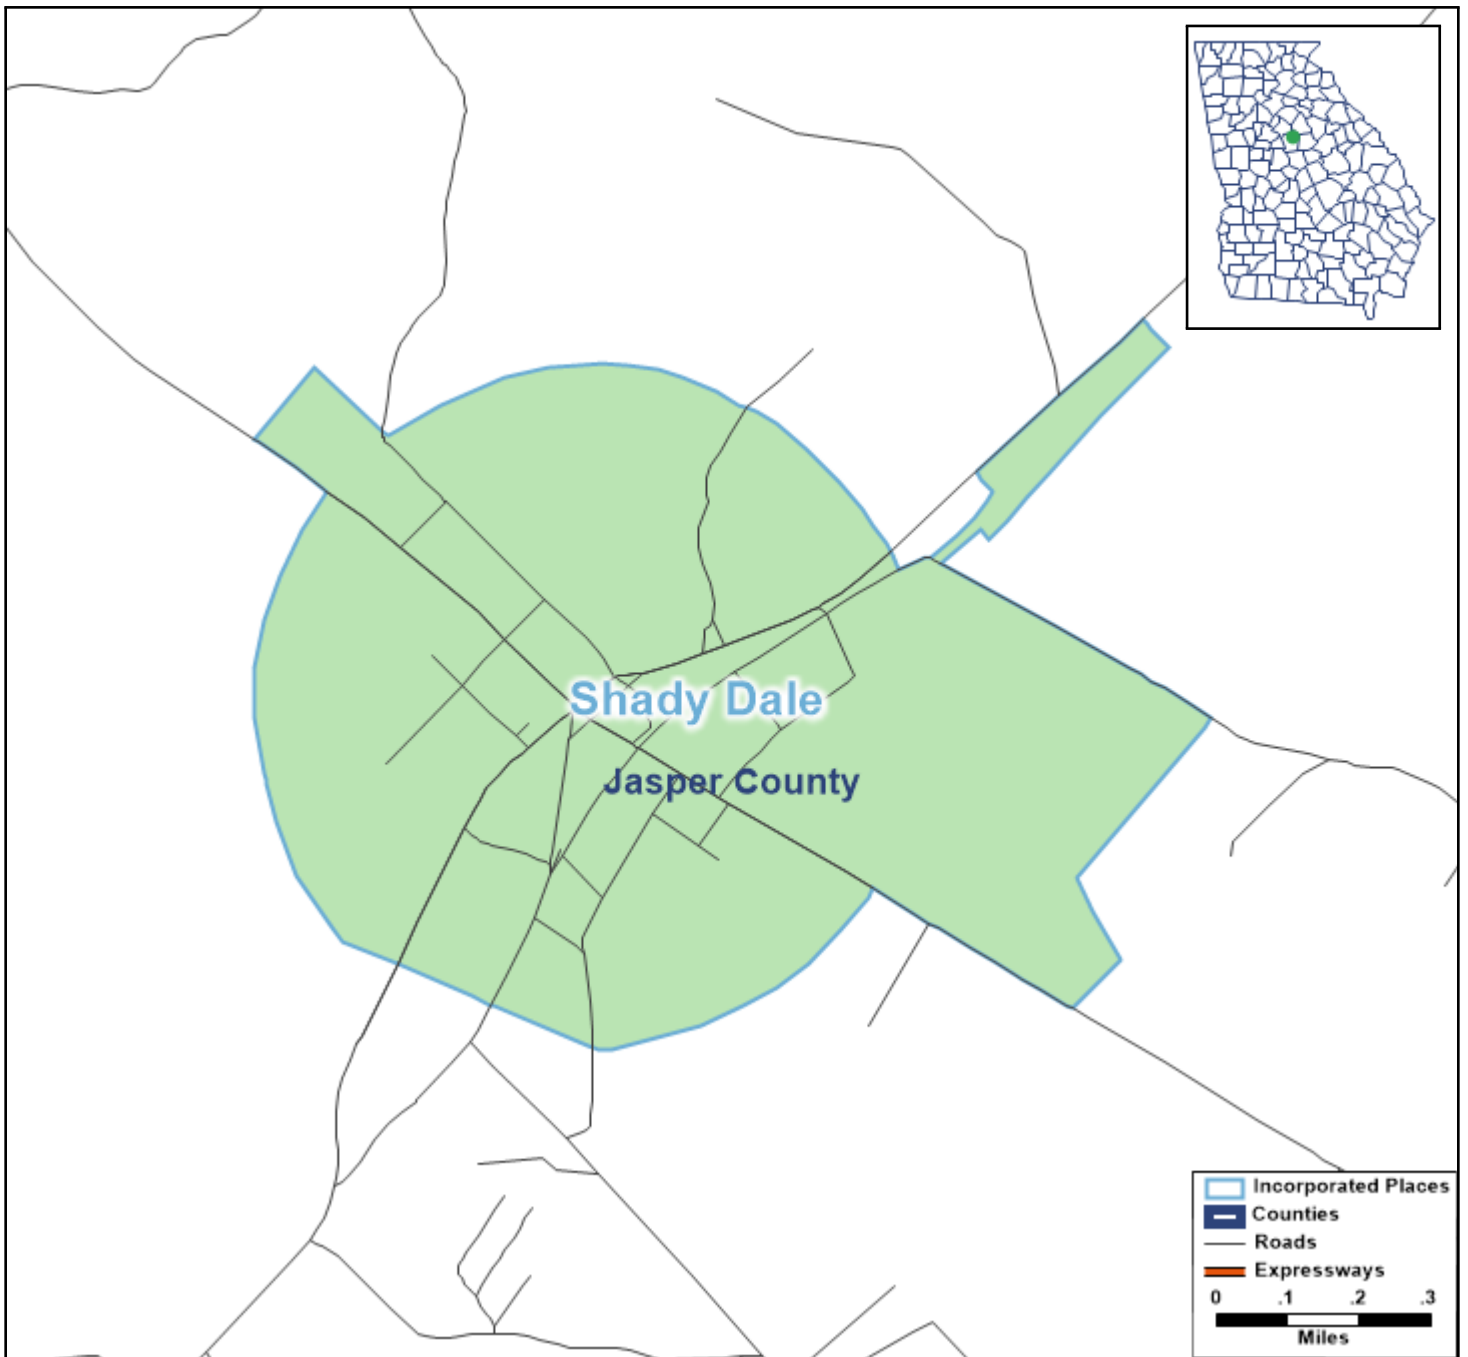 Shady Dale
Jasper County
Incorporated Places
Counties
Roads
Expressways
0 .1 .2 .3
Miles